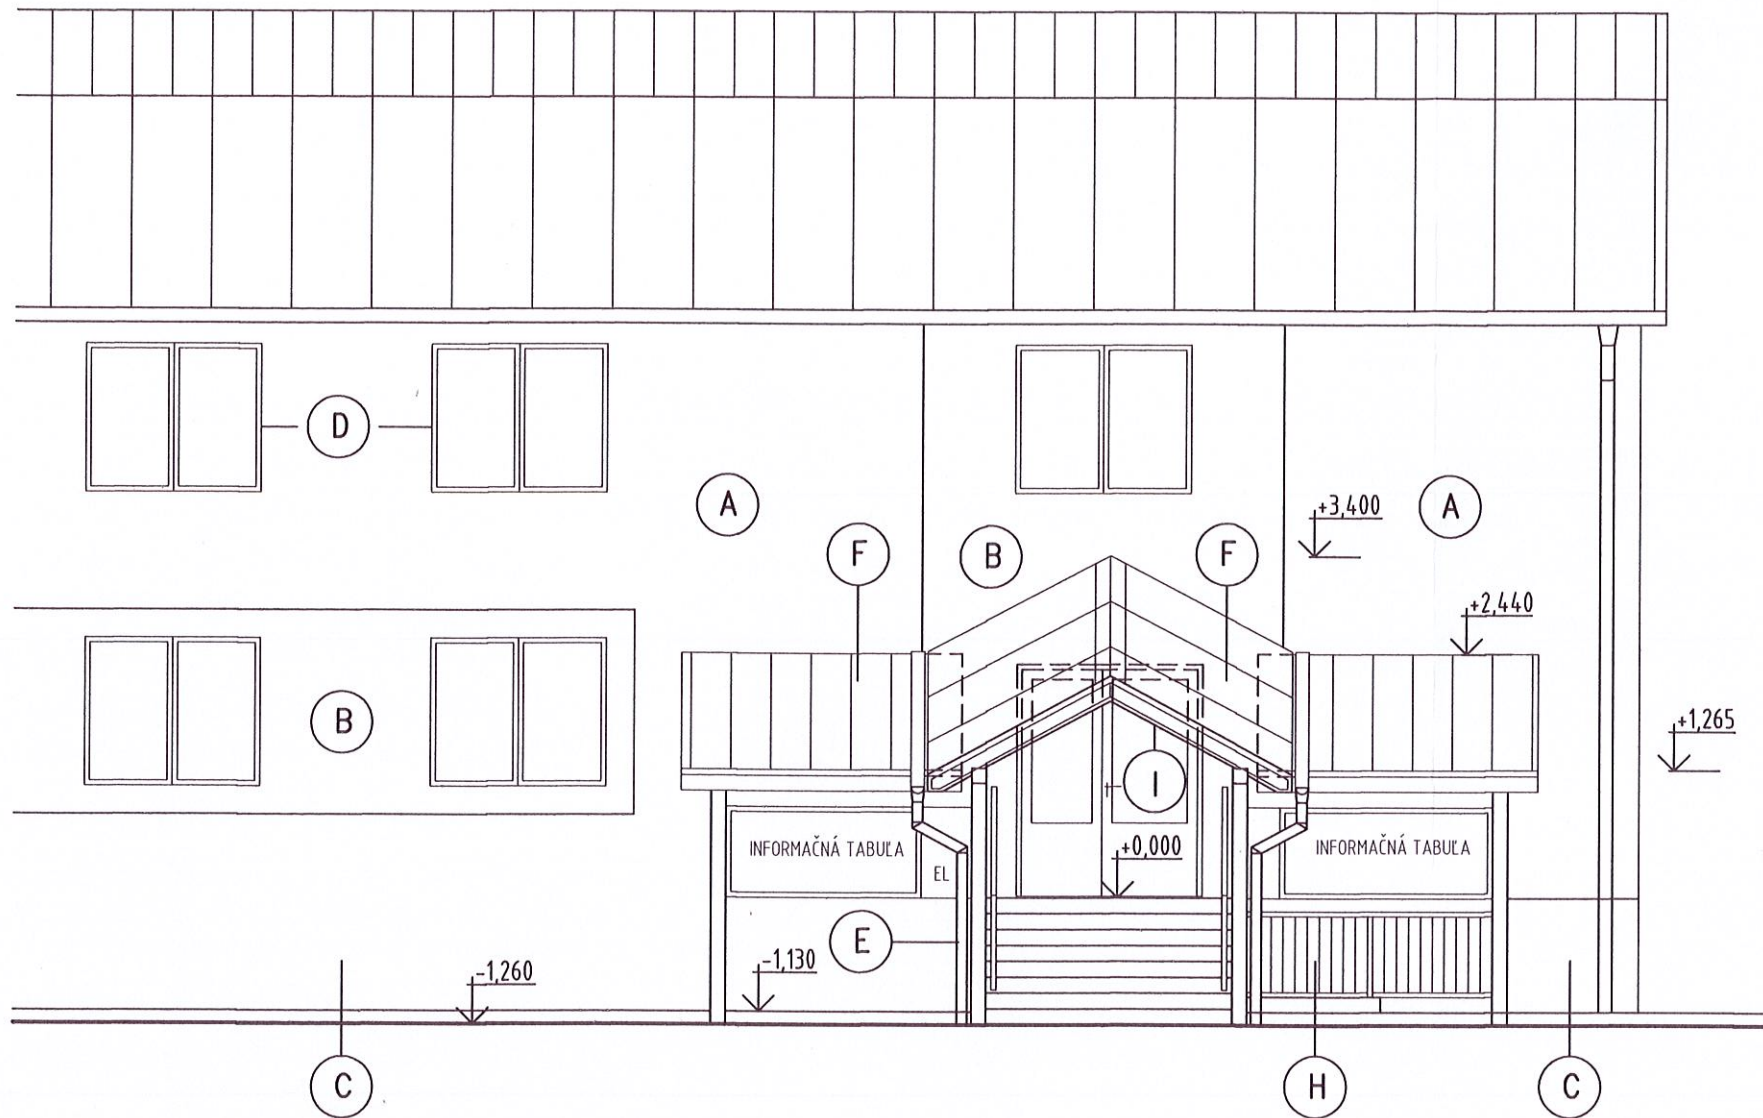 D
A
+3,400
A
F
B
F
+2,440
B
+1,265
I
INFORMAČNÁ TABUĽA
EL
+0,000
INFORMAČNÁ TABUĽA
E
-1,260
-1,130
C
H
C